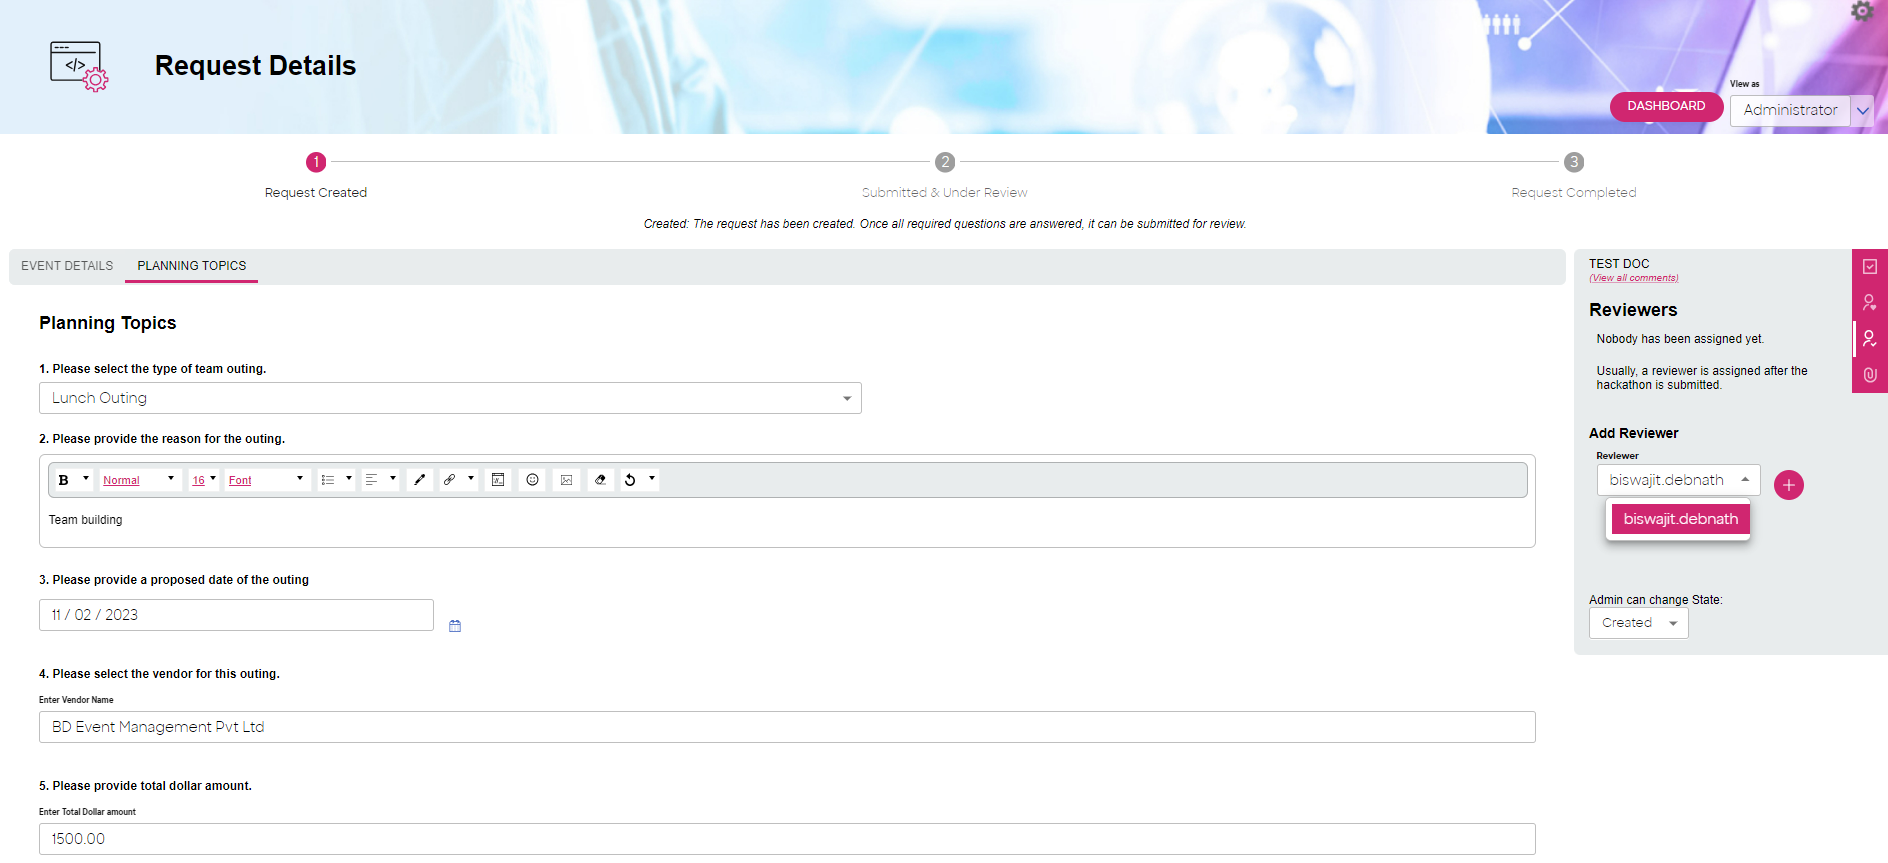 Request Details
View as
DASHBOARD
Administrator
1
2
3
Request Created
Submitted & Under Review
Request Completed
Created: The request has been created. Once all required questions are answered, it can be submitted for review.
EVENT DETAILS
PLANNING TOPICS
Planning Topics
1. Please select the type of team outing.
Lunch Outing
2. Please provide the reason for the outing.
B
Normal
16
Font
Team building
3. Please provide a proposed date of the outing
11 / 02 / 2023
4. Please select the vendor for this outing.
Enter Vendor Name
BD Event Management Pvt Ltd
5. Please provide total dollar amount.
Enter Total Dollar amount
1500.00
TEST DOC
(View all comments)
Reviewers
Nobody has been assigned yet.
Usually, a reviewer is assigned after the
hackathon is submitted.
Add Reviewer
Reviewer
biswajit.debnath
biswajit.debnath
Admin can change State:
Created